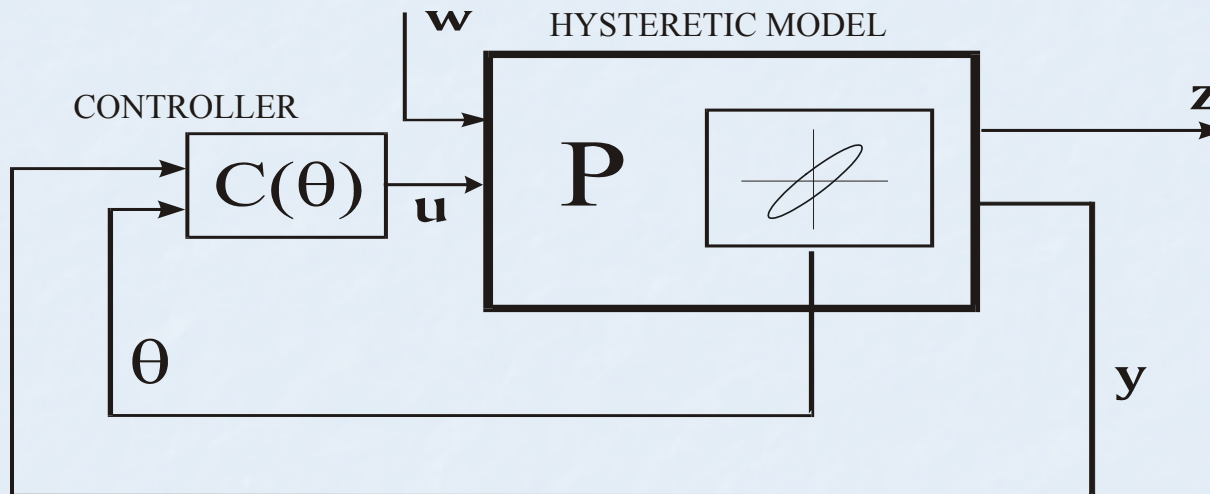 w
HYSTERETIC MODEL
CONTROLLER
z
P
C(θ)
u
θ
y